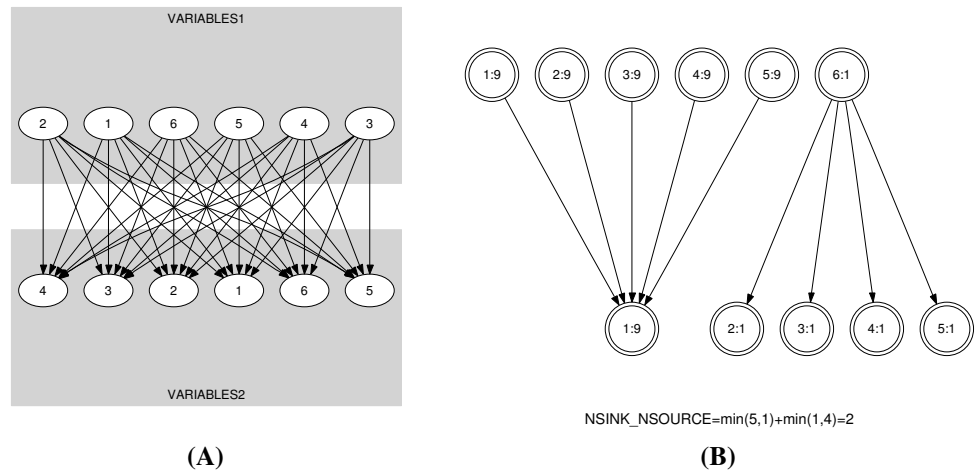 VARIABLES1
2 1 6 5 4 3
4 3 2 1 6 5
VARIABLES2
(A)
1:9 2:9 3:9 4:9 5:9 6:1
1:9 2:1 3:1 4:1 5:1
NSINK_NSOURCE=min(5,1)+min(1,4)=2
(B)